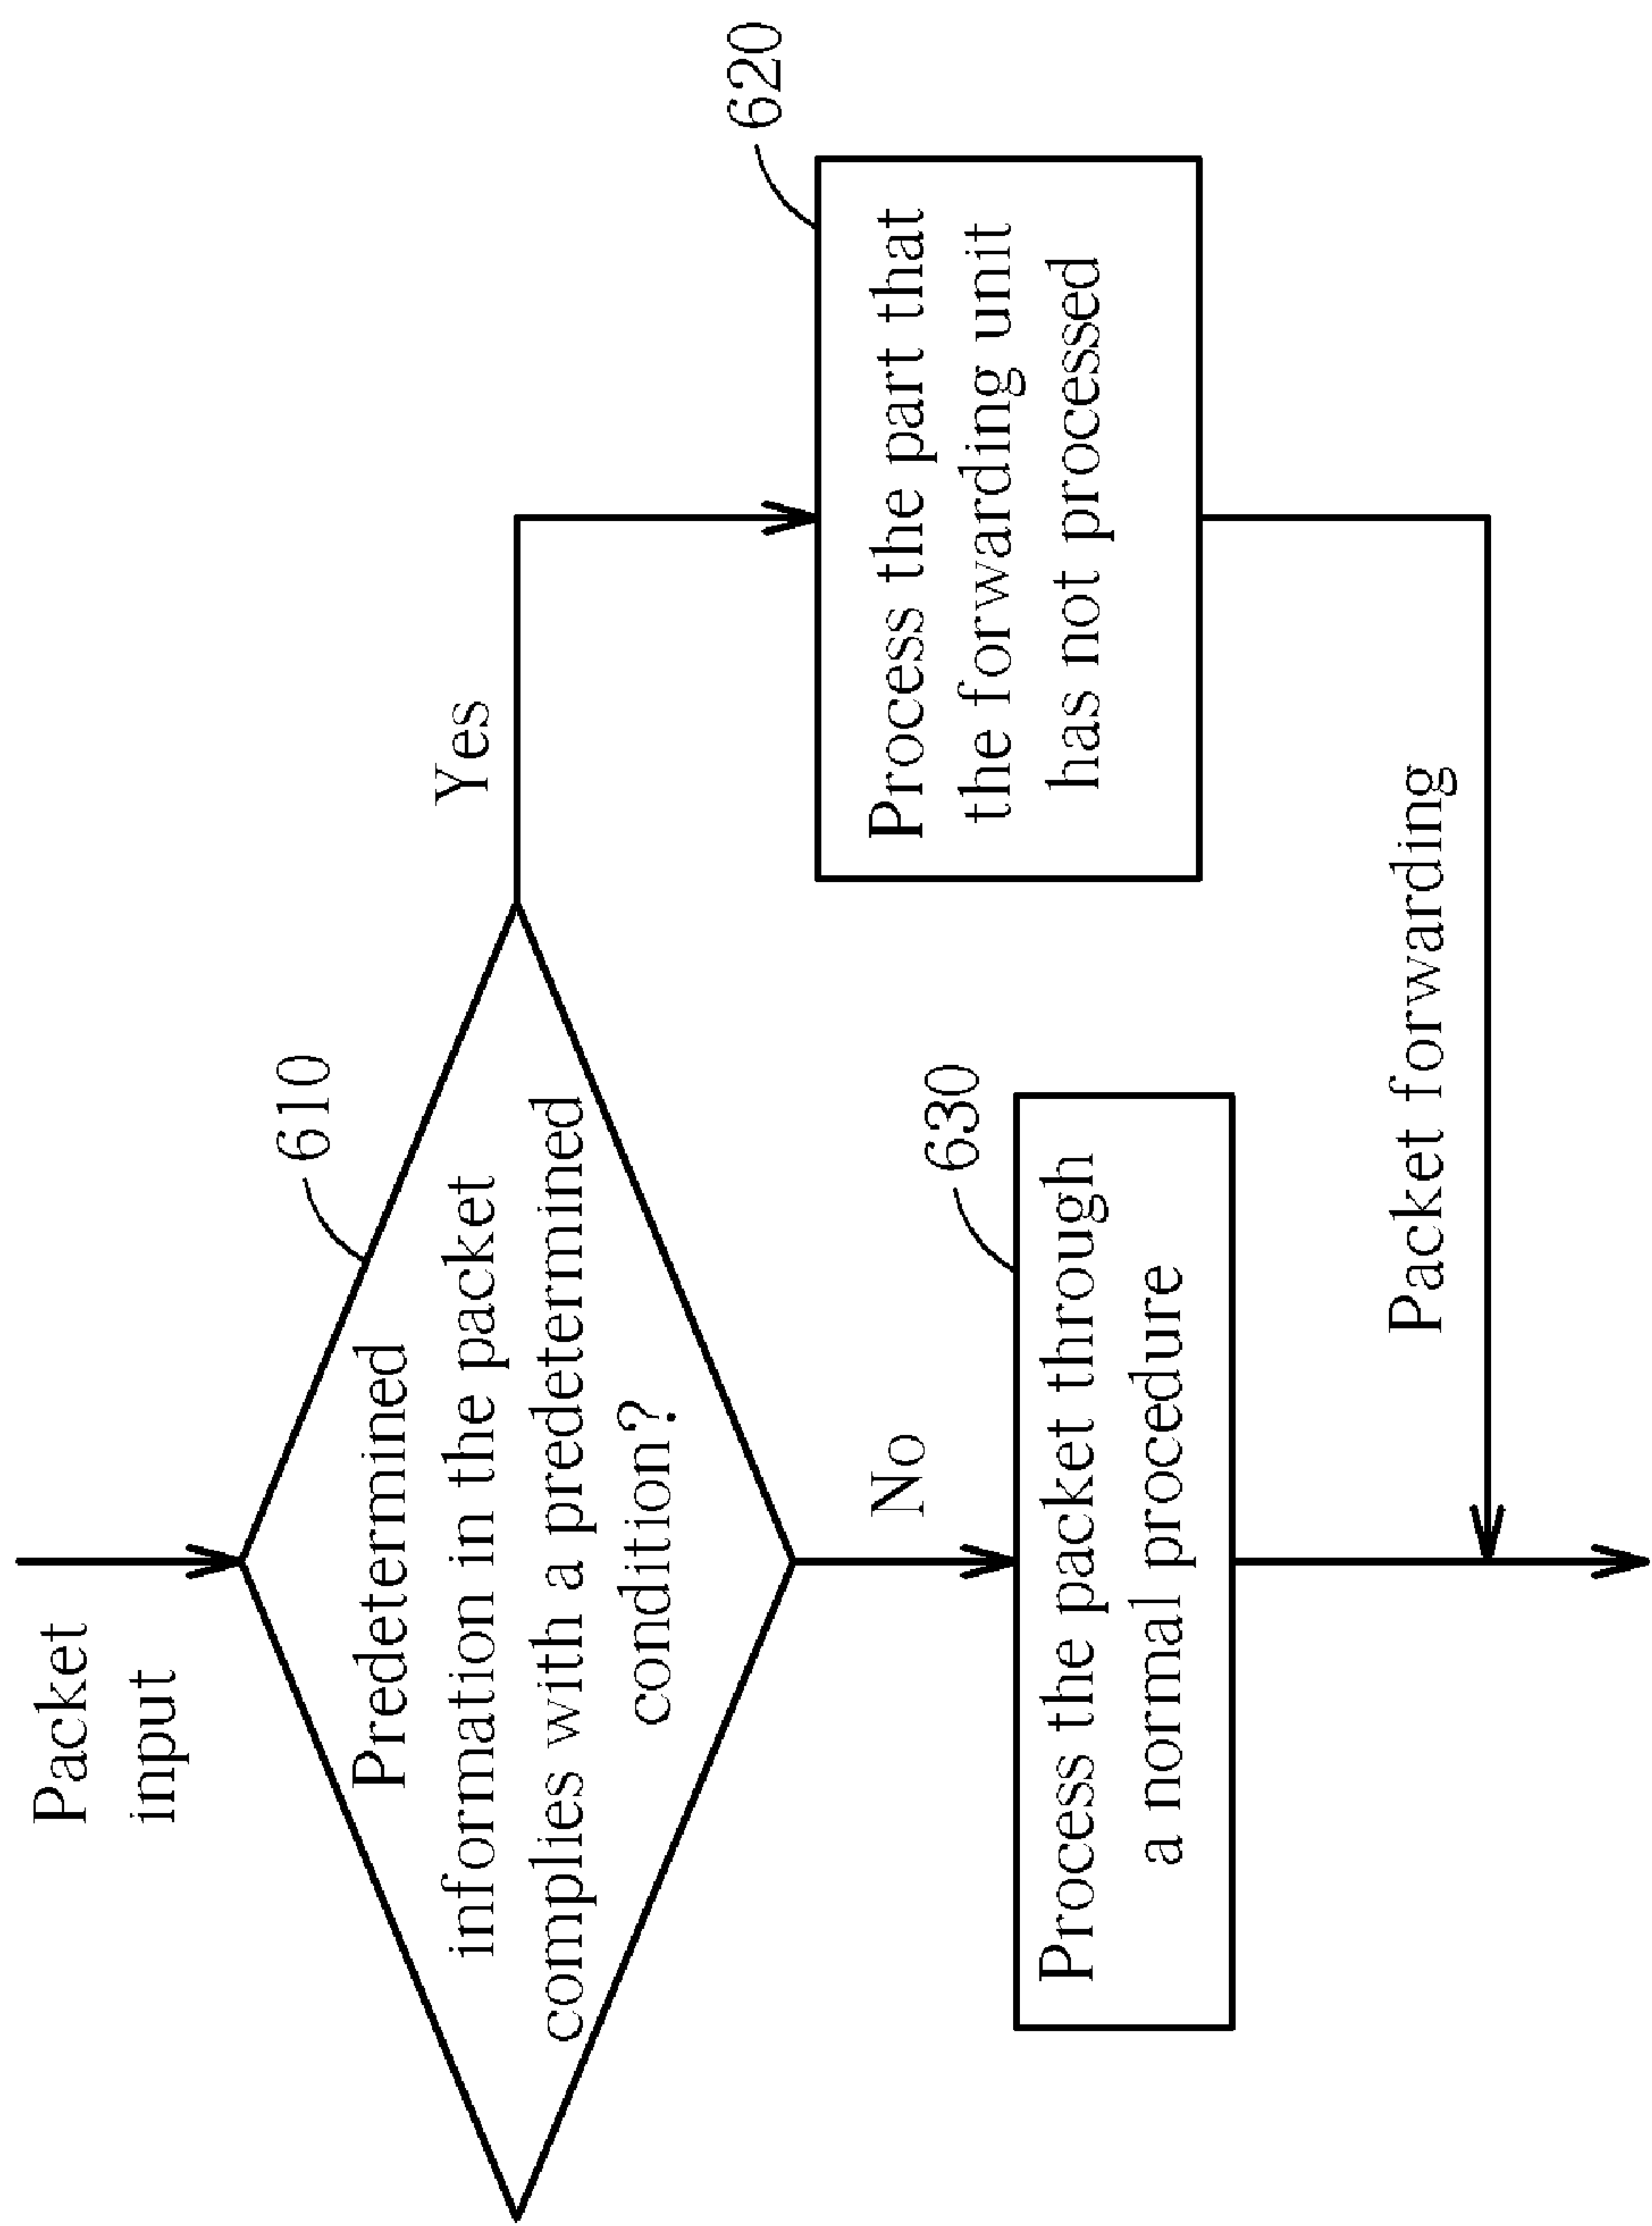 Packet
input
610
Predetermined
information in the packet
complies with a predetermined
condition?
Yes
620
Process the part that
the forwarding unit
has not processed
No
630
Process the packet through
a normal procedure
Packet forwarding